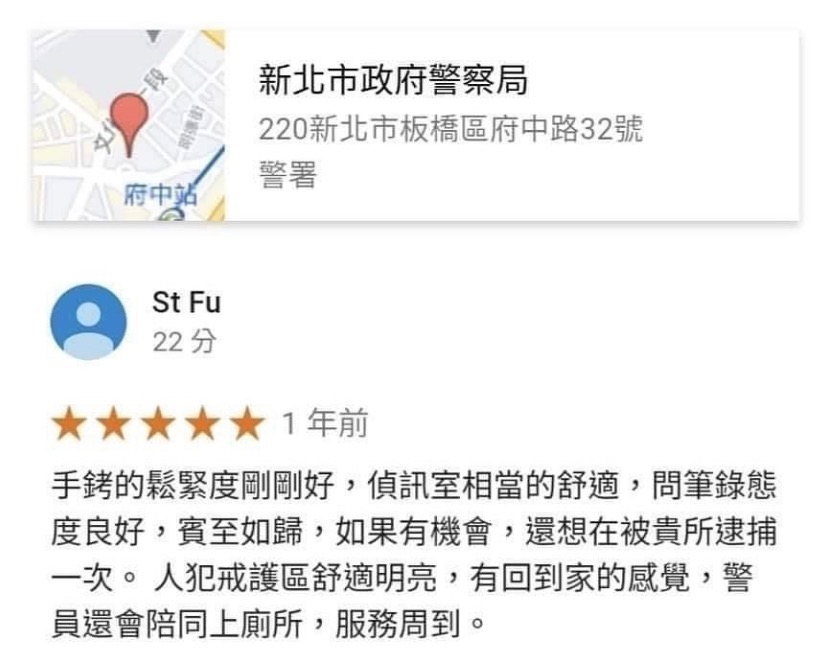 新北市政府警察局
220新北市板橋區府中路32號
警署
文化 一段
府中站
St Fu
22 分
1 年前
手銬的鬆緊度剛剛好，偵訊室相當的舒適，問筆錄態
度良好，賓至如歸，如果有機會，還想在被貴所逮捕
一次。 人犯戒護區舒適明亮，有回到家的感覺，警
員還會陪同上廁所，服務周到。